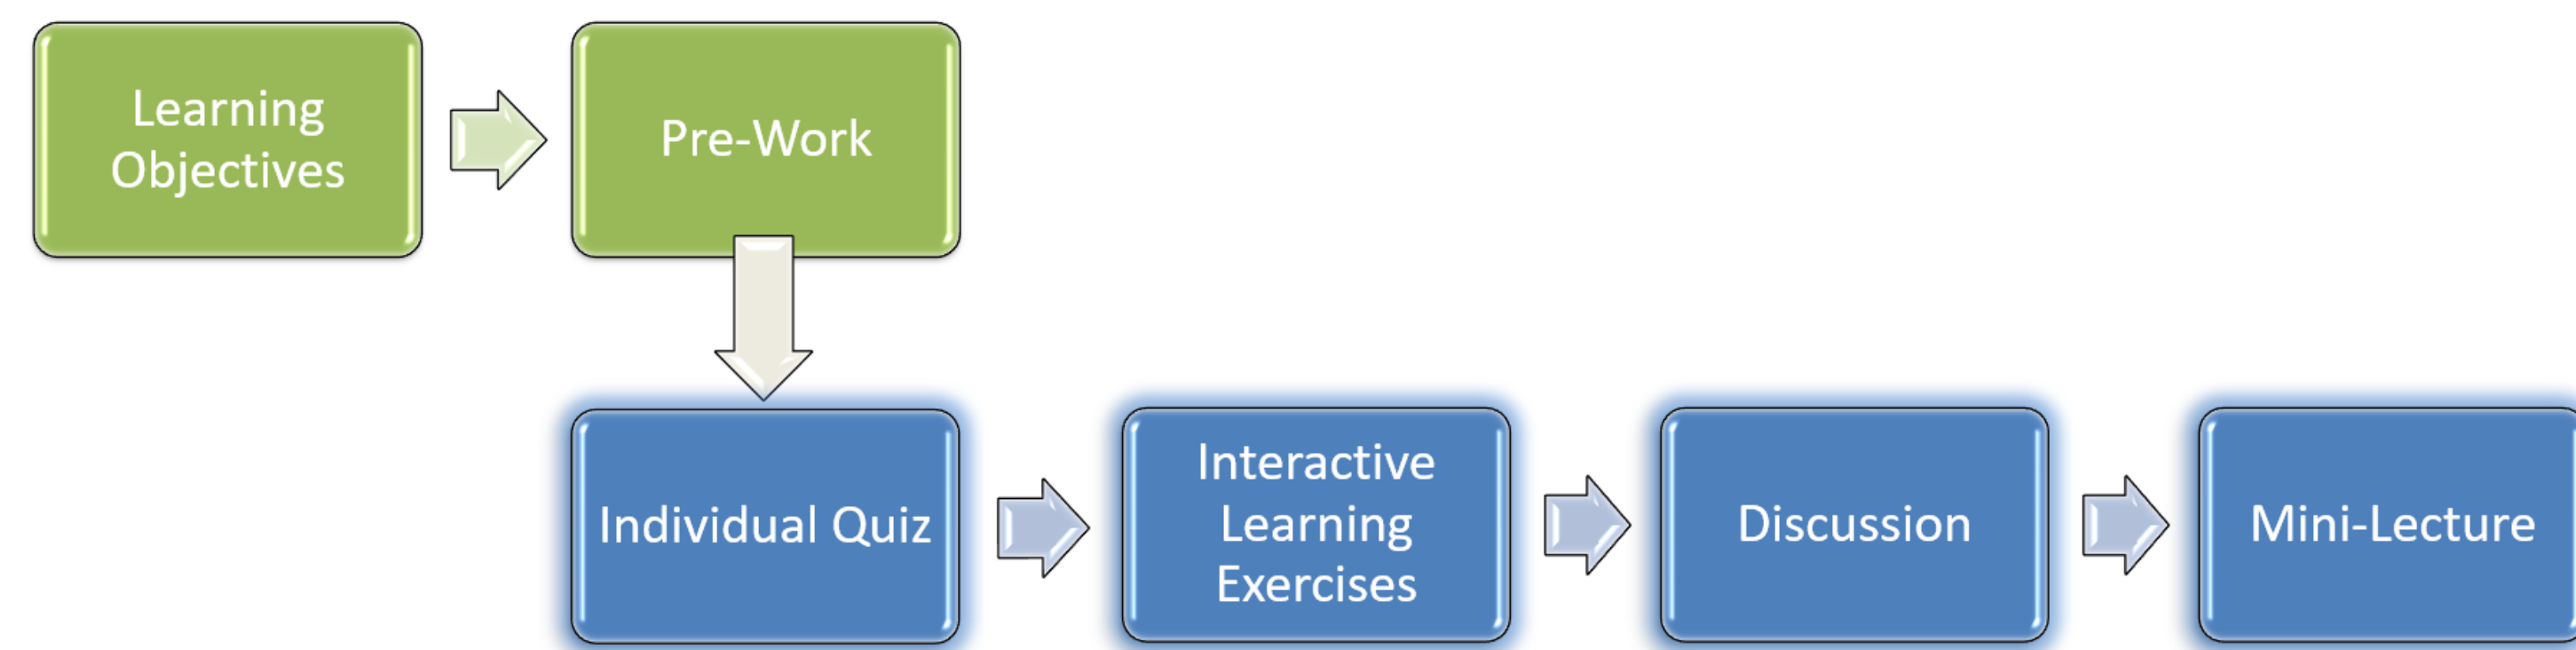 Learning
Objectives
Pre-Work
Individual Quiz
Interactive
Learning
Exercises
Discussion
Mini-Lecture